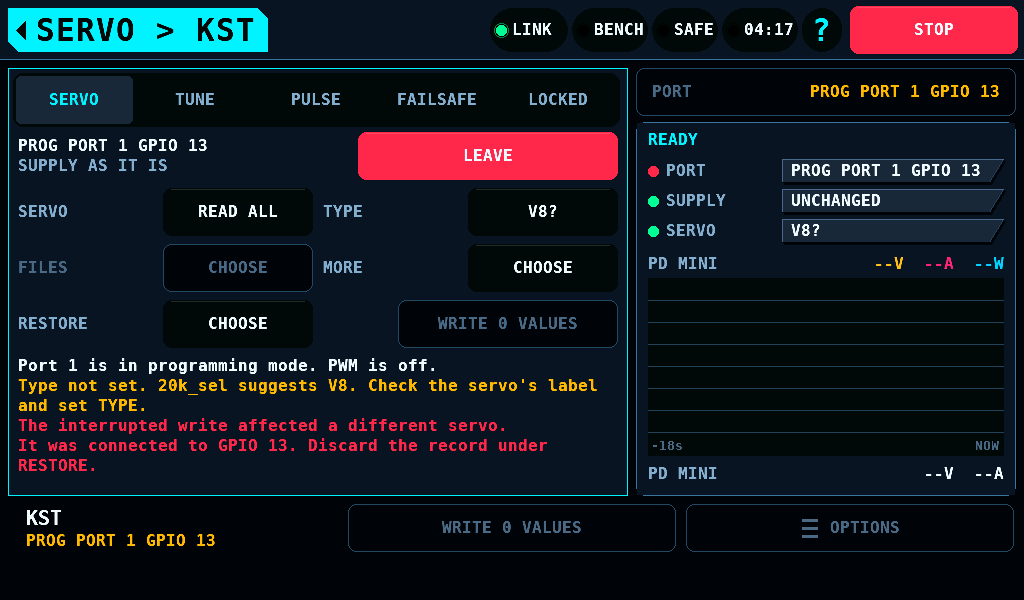 SERVO > KST
LINK
BENCH
SAFE
04:17
?
STOP
SERVO
TUNE
PULSE
FAILSAFE
LOCKED
PROG PORT 1 GPIO 13
SUPPLY AS IT IS
LEAVE
SERVO
READ ALL
TYPE
V8?
FILES
CHOOSE
MORE
CHOOSE
RESTORE
CHOOSE
WRITE 0 VALUES
Port 1 is in programming mode. PWM is off.
Type not set. 20k_sel suggests V8. Check the servo's label
and set TYPE.
The interrupted write affected a different servo.
It was connected to GPIO 13. Discard the record under
RESTORE.
PORT
PROG PORT 1 GPIO 13
READY
PORT
PROG PORT 1 GPIO 13
SUPPLY
UNCHANGED
SERVO
V8?
PD MINI
--V
--A
--W
-18s
NOW
PD MINI
--V
--A
KST
PROG PORT 1 GPIO 13
WRITE 0 VALUES
OPTIONS